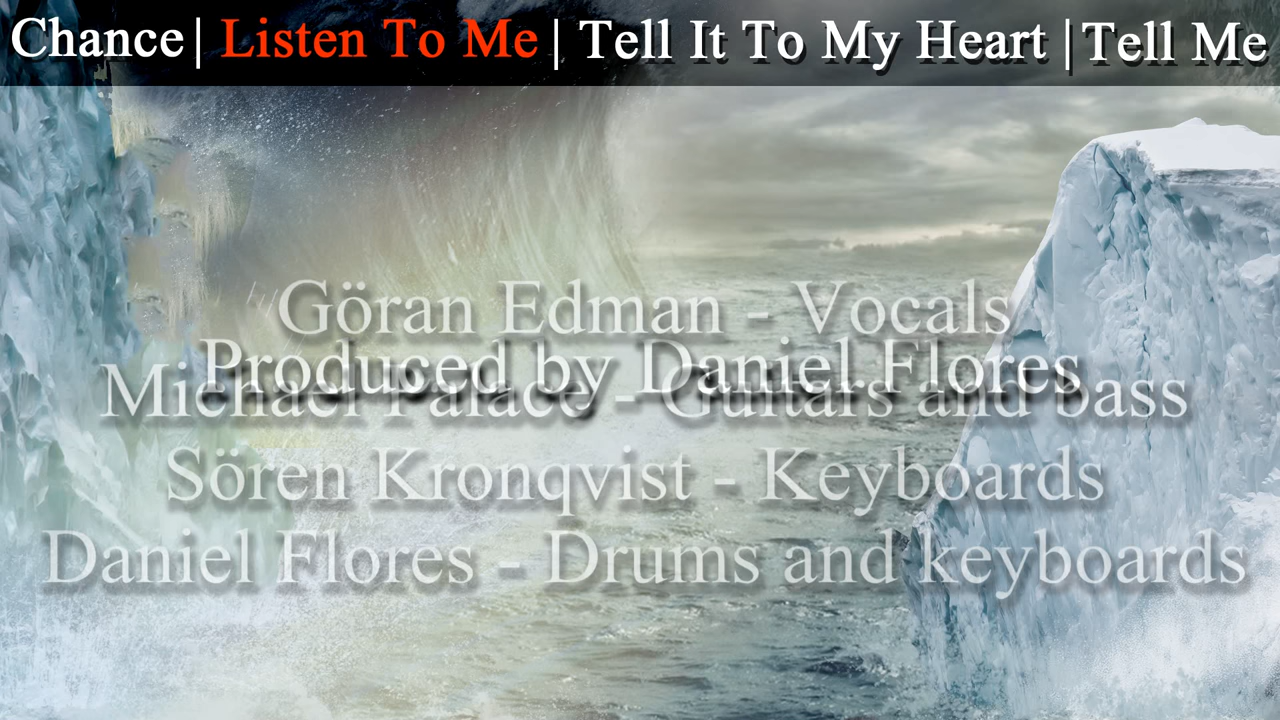 Chance| Listen To Me | Tell It To My Heart |Tell Me
Göran Edman - Vocals
Produced by Daniel Flores
Michael Palace - Guitars and bass
Sören Kronqvist - Keyboards
Daniel Flores - Drums and keyboards